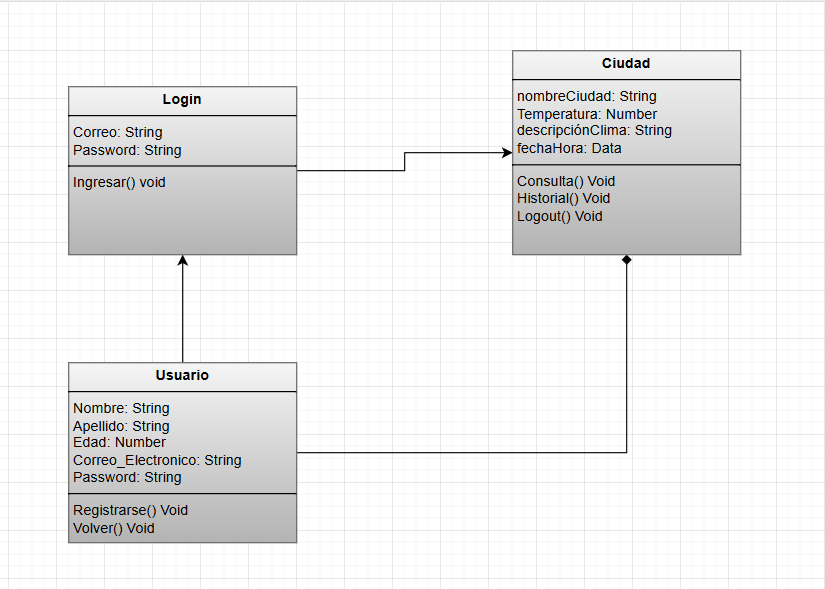 Login
Correo: String
Password: String
Ingresar() void
Ciudad
nombreCiudad: String
Temperatura: Number
descripciónClima: String
fechaHora: Data
Consulta() Void
Historial() Void
Logout() Void
Usuario
Nombre: String
Apellido: String
Edad: Number
Correo_Electronico: String
Password: String
Registrarse() Void
Volver() Void